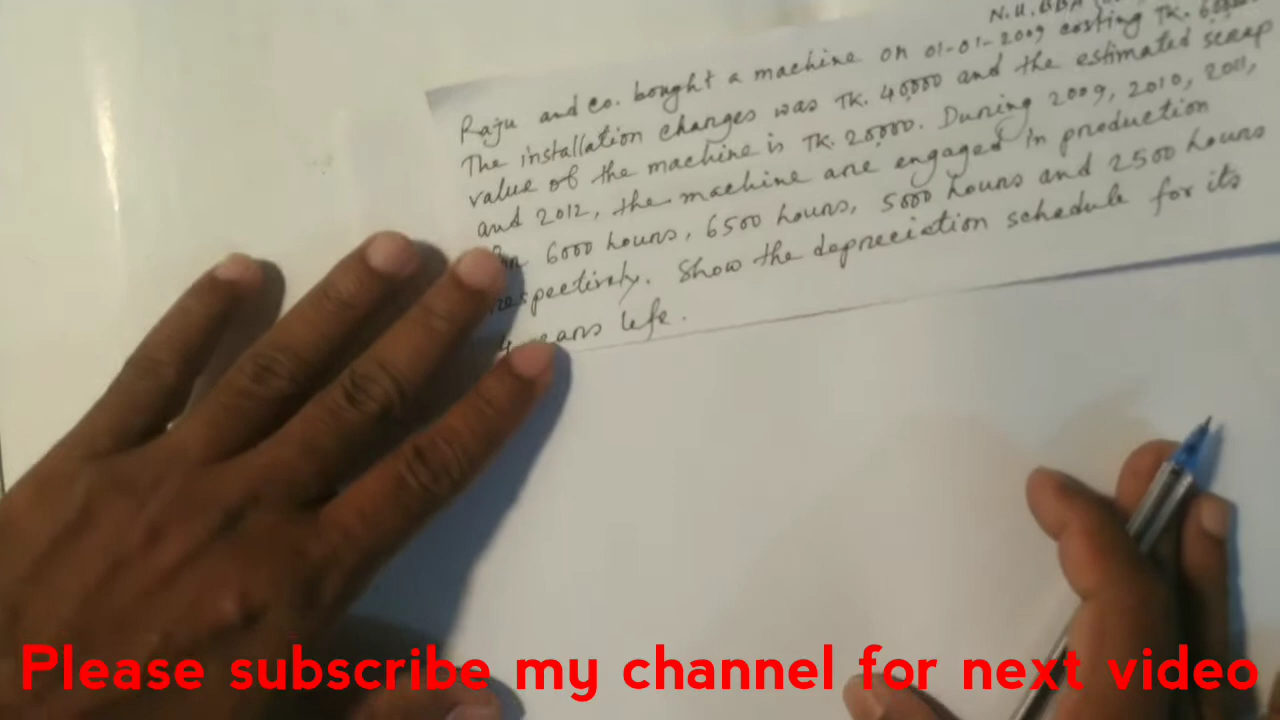 N.U. BBA
Raju and Co. bought a machine on 01-01-2009 costing TK.
The installation charges was TK. 40,000 and the estimated scrap
value of the machine is TK. 20,000. During 2009, 2010, 2011,
and 2012, the machine are engaged in production
6000 hours, 6500 hours, 5000 hours and 2500 hours
respectively. Show the depreciation schedule for its
4 years life.
Please subscribe my channel for next video